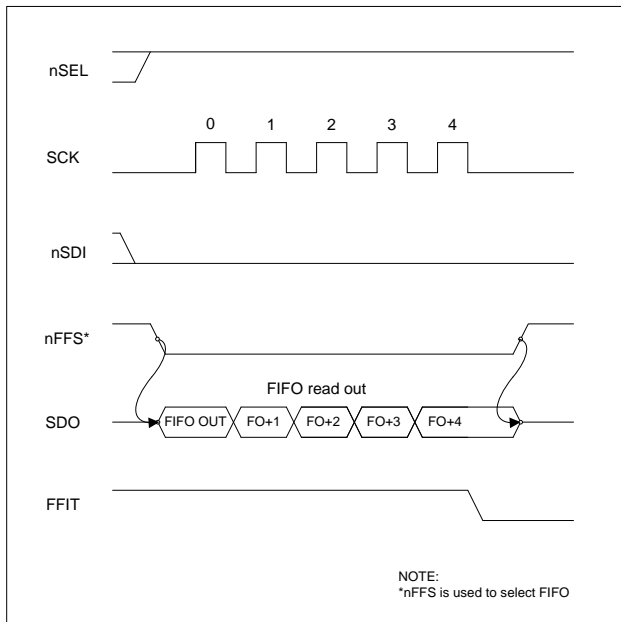 nSEL
0 1 2 3 4
SCK
nSDI
nFFS*
FIFO read out
SDO
FIFO OUT FO+1 FO+2 FO+3 FO+4
FFIT
NOTE:
*nFFS is used to select FIFO